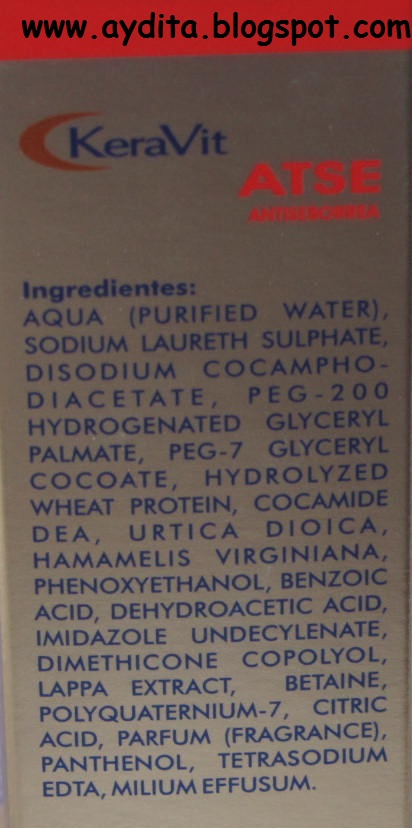 www.aydita.blogspot.com
KeraVit
ATSE
ANTISEBORREA
Ingredientes:
AQUA (PURIFIED WATER),
SODIUM LAURETH SULPHATE,
DISODIUM COCAMPHO-
DIACETATE, PEG-200
HYDROGENATED GLYCERYL
PALMATE, PEG-7 GLYCERYL
COCOATE, HYDROLYZED
WHEAT PROTEIN, COCAMIDE
DEA, URTICA DIOICA,
HAMAMELIS VIRGINIANA,
PHENOXYETHANOL, BENZOIC
ACID, DEHYDROACETIC ACID,
IMIDAZOLE UNDECYLENATE,
DIMETHICONE COPOLYOL,
LAPPA EXTRACT, BETAINE,
POLYQUATERNIUM-7, CITRIC
ACID, PARFUM (FRAGRANCE),
PANTHENOL, TETRASODIUM
EDTA, MILIUM EFFUSUM.